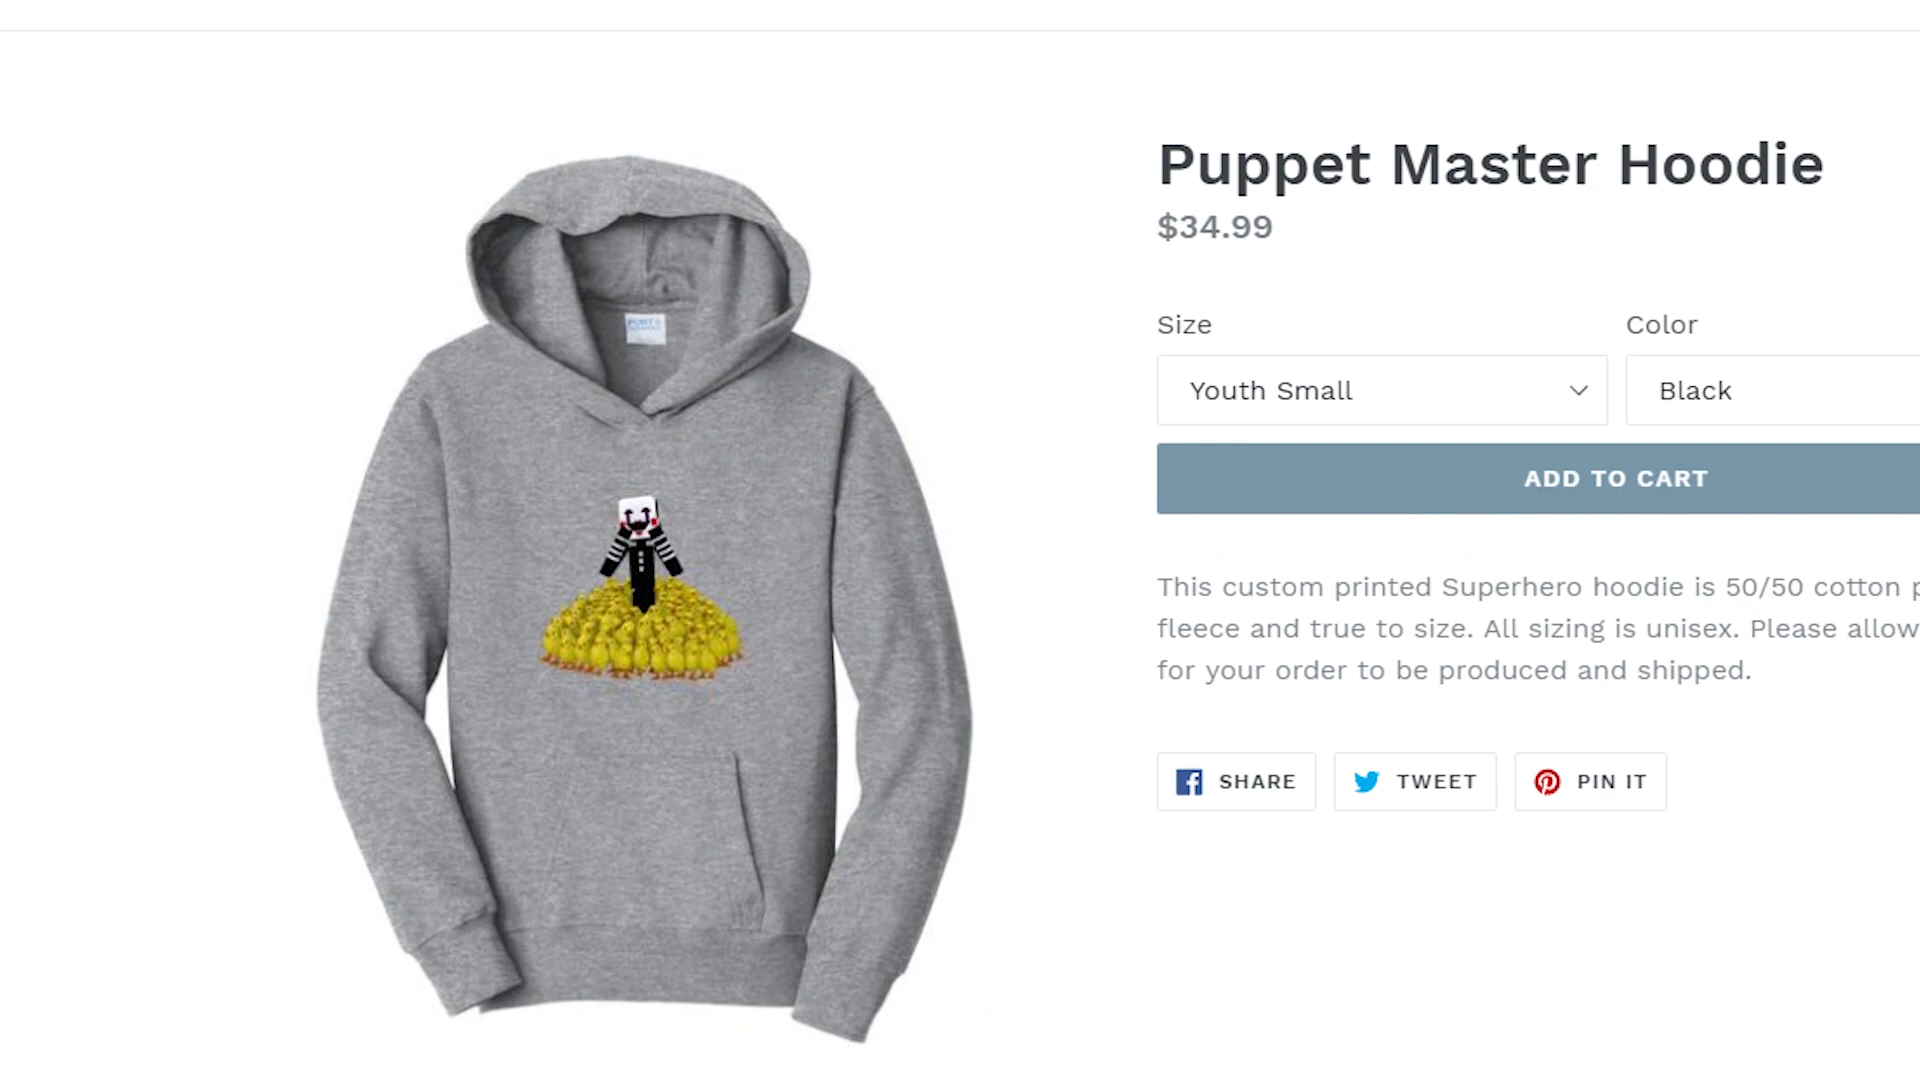 Puppet Master Hoodie
$34.99
Size
Color
Youth Small
Black
ADD TO CART
This custom printed Superhero hoodie is 50/50 cotton
fleece and true to size. All sizing is unisex. Please allow
for your order to be produced and shipped.
SHARE
TWEET
PIN IT